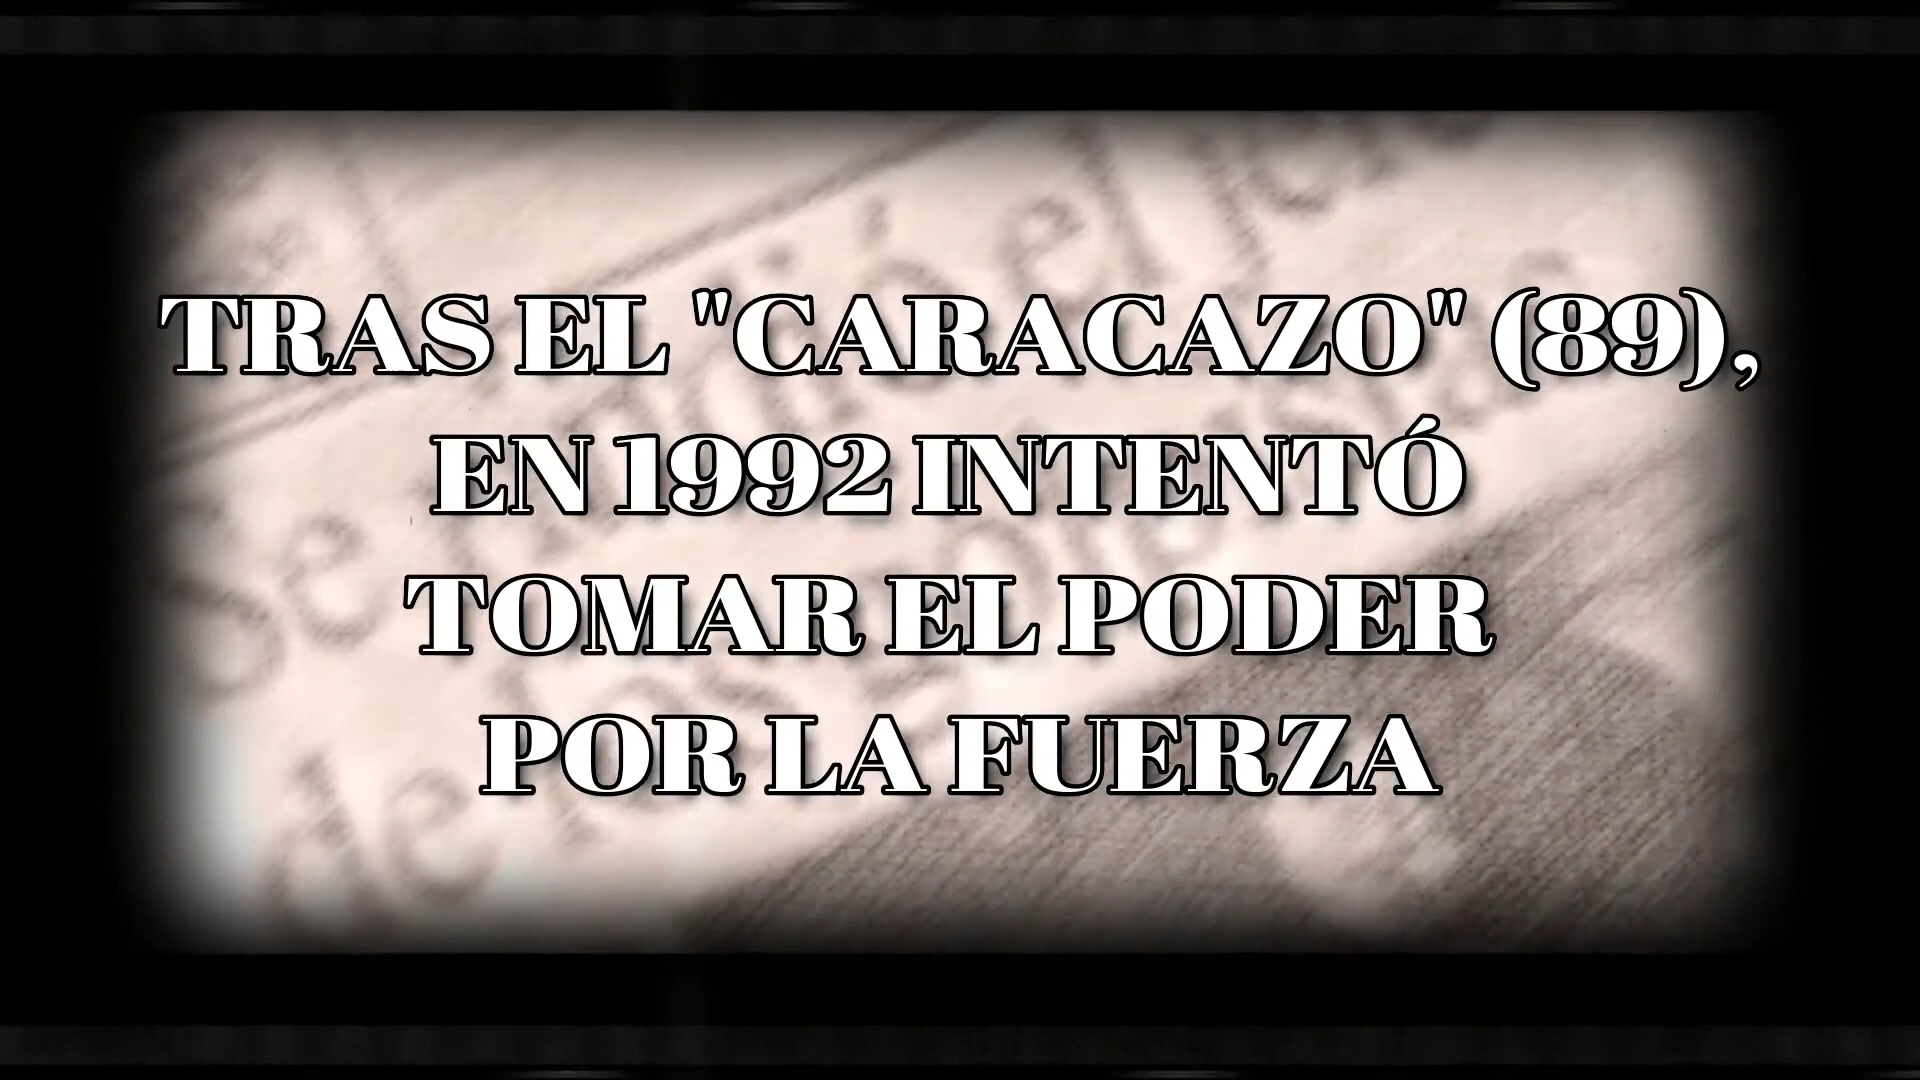 TRAS EL "CARACAZO" (89),
EN 1992 INTENTÓ
TOMAR EL PODER
POR LA FUERZA